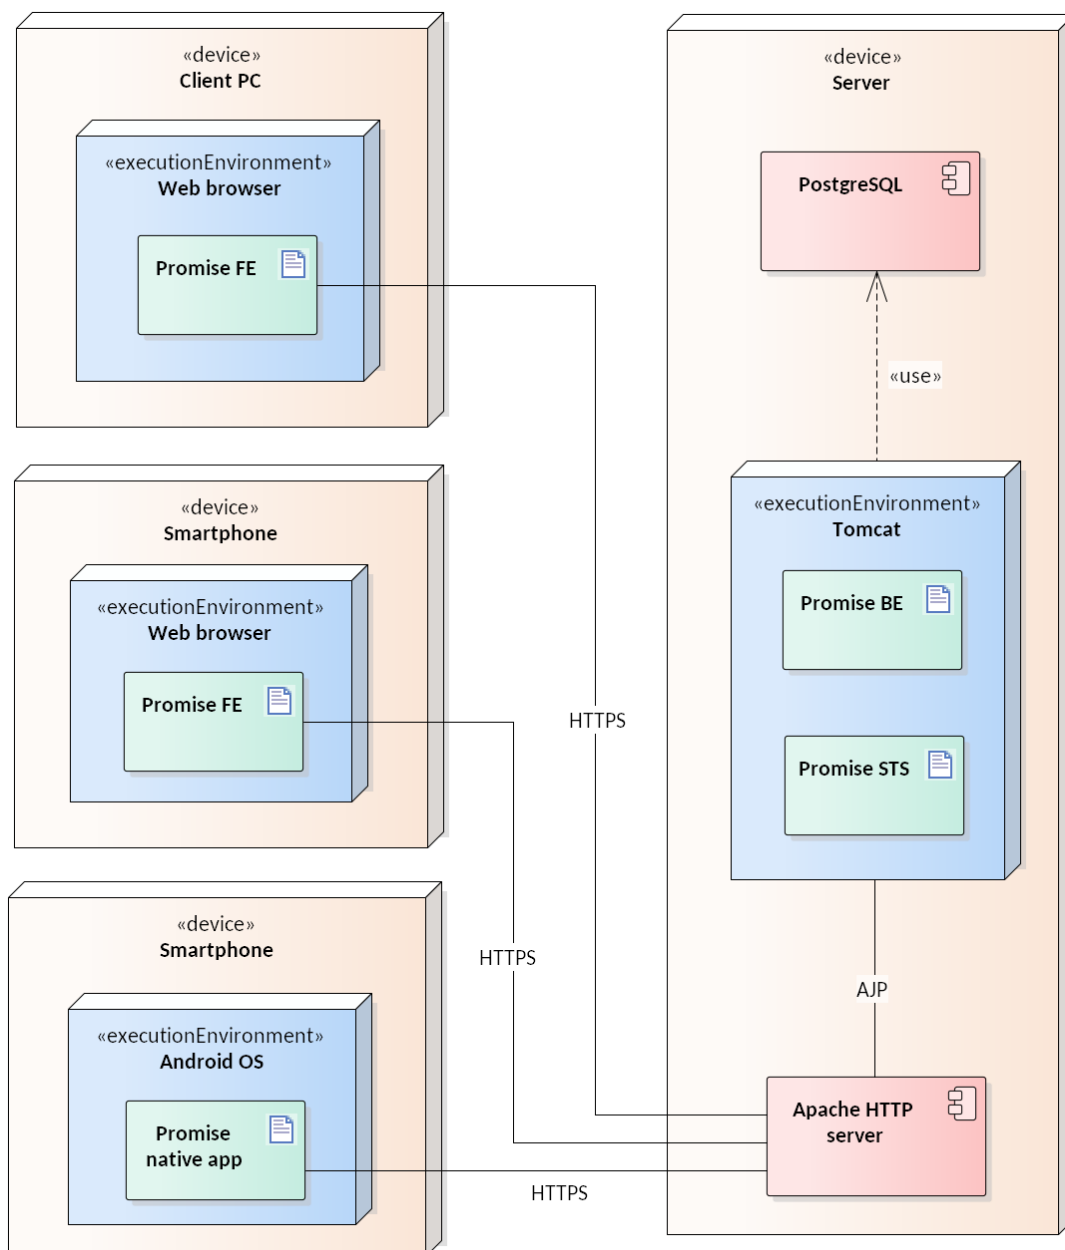 «device»
Client PC
«executionEnvironment»
Web browser
Promise FE
«device»
Smartphone
«executionEnvironment»
Web browser
Promise FE
«device»
Smartphone
«executionEnvironment»
Android OS
Promise
native app
HTTPS
HTTPS
HTTPS
«device»
Server
PostgreSQL
«use»
«executionEnvironment»
Tomcat
Promise BE
Promise STS
AJP
Apache HTTP
server